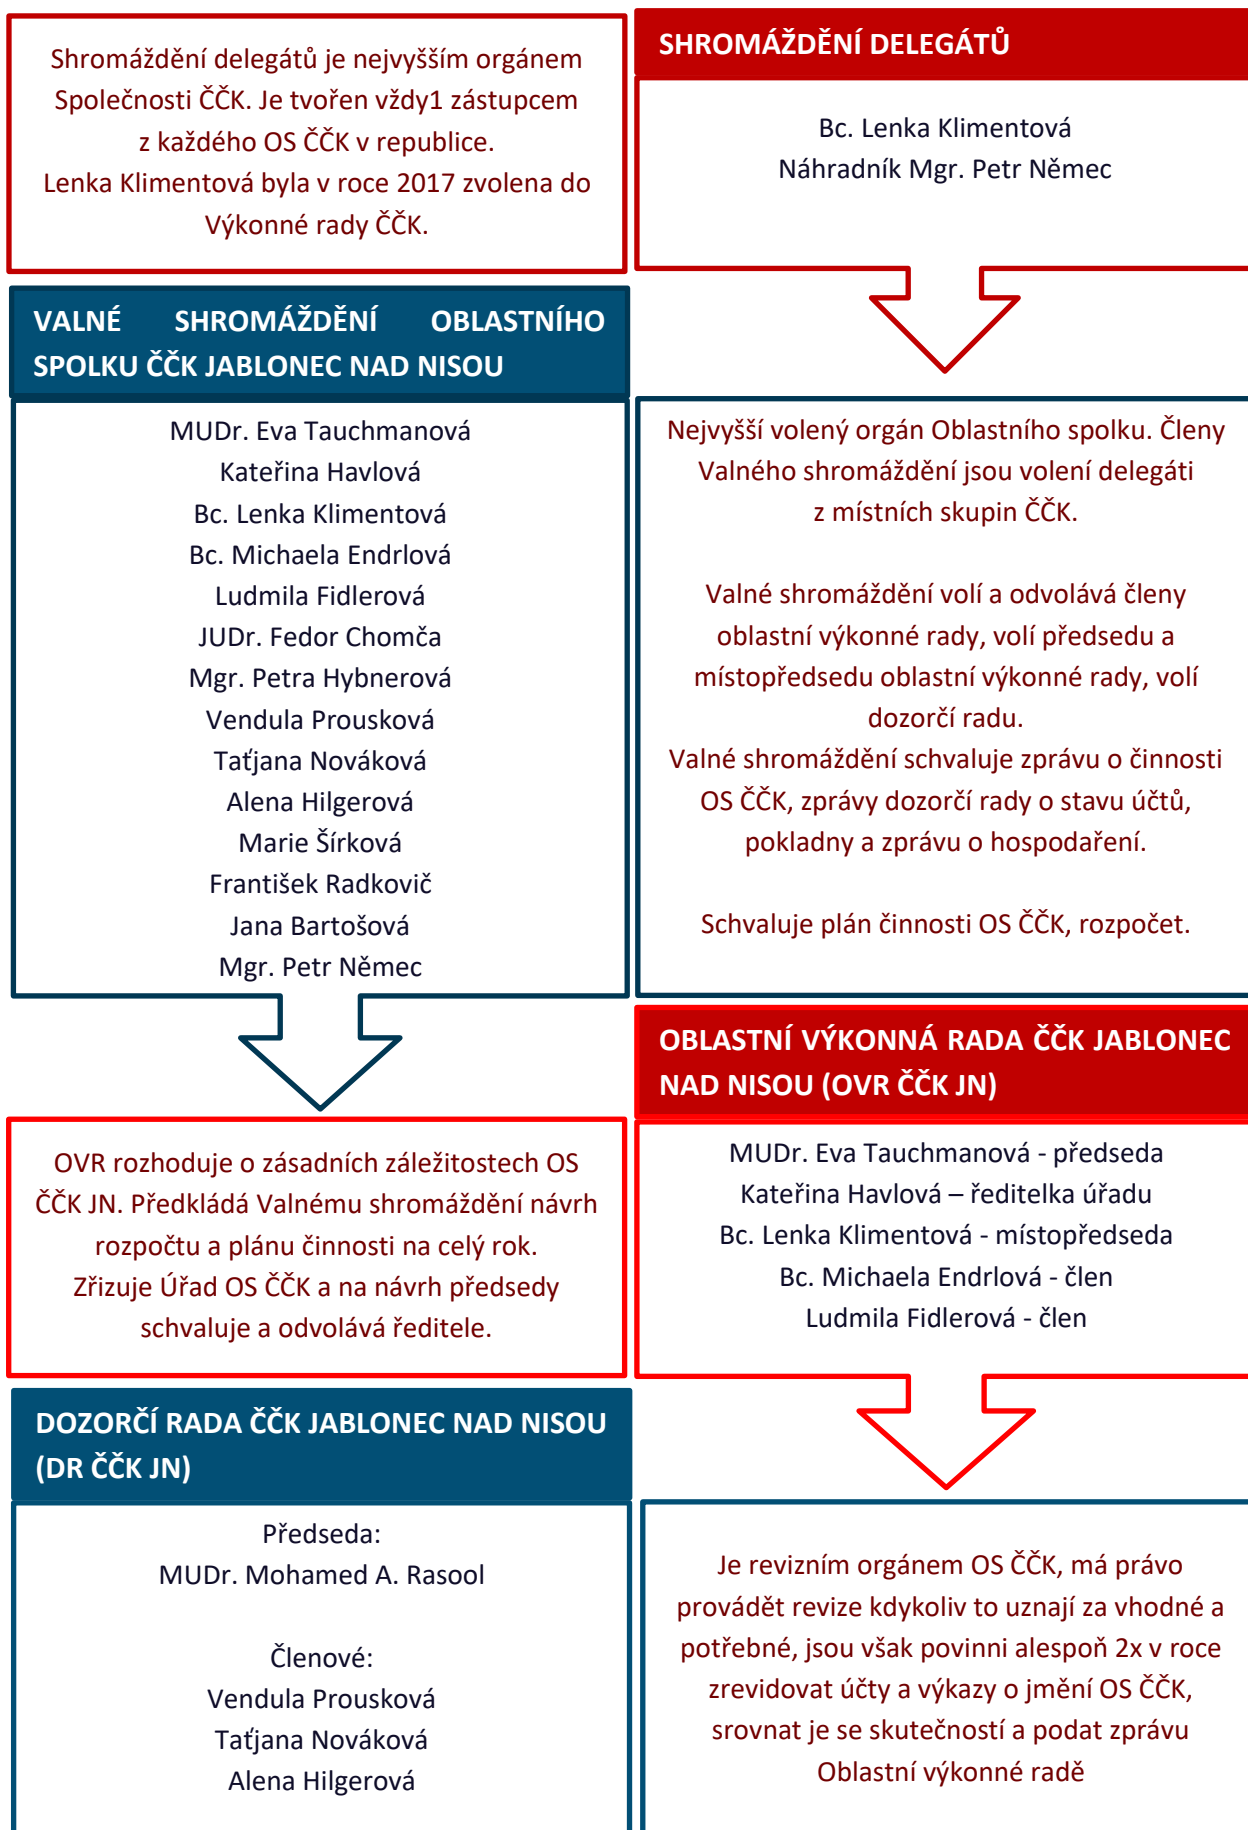 Shromáždění delegátů je nejvyšším orgánem
Společnosti ČČK. Je tvořen vždy1 zástupcem
z každého OS ČČK v republice.
Lenka Klimentová byla v roce 2017 zvolena do
Výkonné rady ČČK.
SHROMÁŽDĚNÍ DELEGÁTŮ
Bc. Lenka Klimentová
Náhradník Mgr. Petr Němec
VALNÉ SHROMÁŽDĚNÍ OBLASTNÍHO
SPOLKU ČČK JABLONEC NAD NISOU
MUDr. Eva Tauchmanová
Kateřina Havlová
Bc. Lenka Klimentová
Bc. Michaela Endrlová
Ludmila Fidlerová
JUDr. Fedor Chomča
Mgr. Petra Hybnerová
Vendula Prousková
Taťjana Nováková
Alena Hilgerová
Marie Šírková
František Radkovič
Jana Bartošová
Mgr. Petr Němec
Nejvyšší volený orgán Oblastního spolku. Členy
Valného shromáždění jsou volení delegáti
z místních skupin ČČK.
Valné shromáždění volí a odvolává členy
oblastní výkonné rady, volí předsedu a
místopředsedu oblastní výkonné rady, volí
dozorčí radu.
Valné shromáždění schvaluje zprávu o činnosti
OS ČČK, zprávy dozorčí rady o stavu účtů,
pokladny a zprávu o hospodaření.
Schvaluje plán činnosti OS ČČK, rozpočet.
OVR rozhoduje o zásadních záležitostech OS
ČČK JN. Předkládá Valnému shromáždění návrh
rozpočtu a plánu činnosti na celý rok.
Zřizuje Úřad OS ČČK a na návrh předsedy
schvaluje a odvolává ředitele.
OBLASTNÍ VÝKONNÁ RADA ČČK JABLONEC
NAD NISOU (OVR ČČK JN)
MUDr. Eva Tauchmanová - předseda
Kateřina Havlová – ředitelka úřadu
Bc. Lenka Klimentová - místopředseda
Bc. Michaela Endrlová - člen
Ludmila Fidlerová - člen
DOZORČÍ RADA ČČK JABLONEC NAD NISOU
(DR ČČK JN)
Předseda:
MUDr. Mohamed A. Rasool
Členové:
Vendula Prousková
Taťjana Nováková
Alena Hilgerová
Je revizním orgánem OS ČČK, má právo
provádět revize kdykoliv to uznají za vhodné a
potřebné, jsou však povinni alespoň 2x v roce
zrevidovat účty a výkazy o jmění OS ČČK,
srovnat je se skutečností a podat zprávu
Oblastní výkonné radě